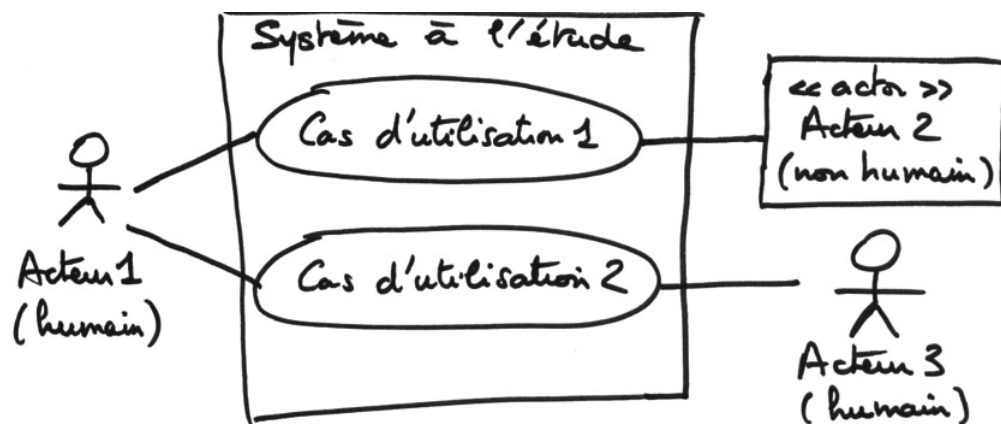 Système à l'étude
Cas d'utilisation 1
<< actor >>
Acteur 2
(non humain)
Acteur 1
(humain)
Cas d'utilisation 2
Acteur 3
(humain)